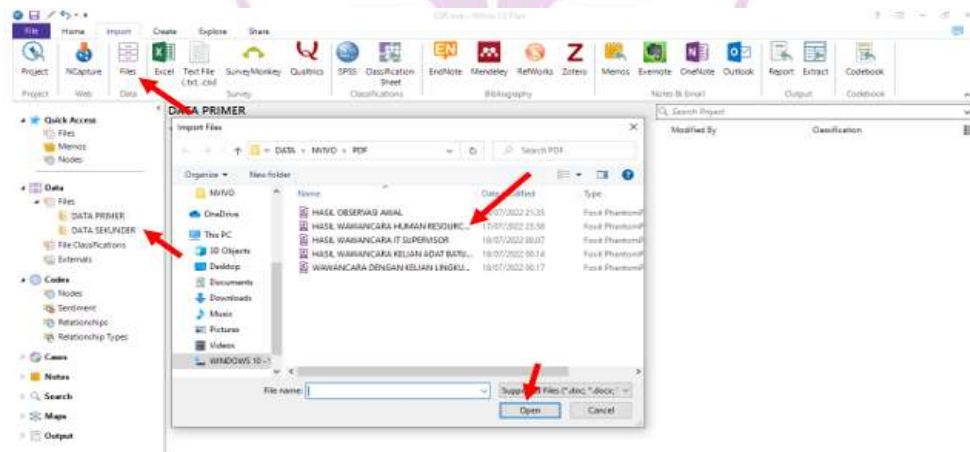 File Home Import Create Explore Share
Project NCapture Files Excel Text File SurveyMonkey Qualtrics SPSS Classification EndNote Mendeley RefWorks Zotero Memos Evernote OneNote Outlook Report Extract Codebook
(.txt, .csv) Sheet
Project Web Data Survey Classifications Bibliography Notes & Email Output Codebook
Quick Access
Files
Memos
Nodes
Data
Files
DATA PRIMER
DATA SEKUNDER
File Classifications
Externals
Codes
Nodes
Sentiment
Relationships
Relationship Types
Cases
Notes
Search
Maps
Output
DATA PRIMER
Search Project
Modified By Classification
Import Files
DATA NVIVO PDF
Search PDF
Organize New folder
NVIVO
OneDrive
This PC
3D Objects
Desktop
Documents
Downloads
Music
Pictures
Videos
WINDOWS 10 -
Name Type
HASIL OBSERVASI AWAL
HASIL WAWANCARA HUMAN RESOURC...
HASIL WAWANCARA IT SUPERVISOR
HASIL WAWANCARA KELIAN ADAT BATU...
WAWANCARA DENGAN KELIAN LINGKU...
File name:
Open Cancel